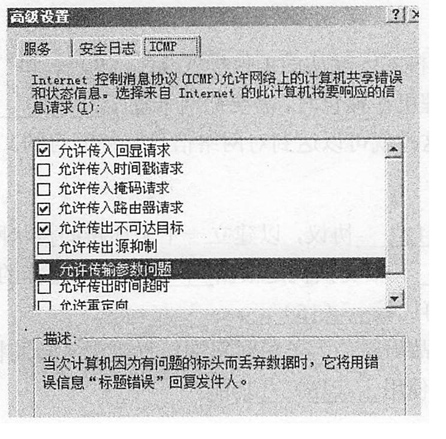 高级设置
服务 安全日志 ICMP
Internet 控制消息协议(ICMP)允许网络上的计算机共享错误
和状态信息。选择来自 Internet 的此计算机将要响应的信
息请求(I):
允许传入回显请求
允许传入时间戳请求
允许传入掩码请求
允许传入路由器请求
允许传出不可达目标
允许传出源抑制
允许传输参数问题
允许传出时间超时
允许重定向
描述:
当次计算机因为有问题的标头而丢弃数据时，它将用错
误信息“标题错误”回复发件人。